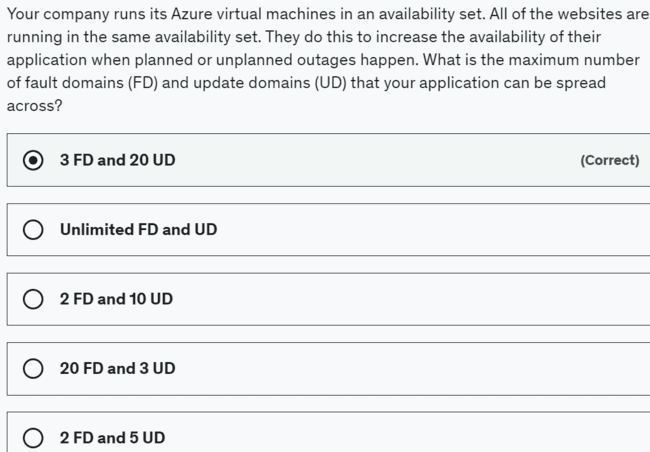 Your company runs its Azure virtual machines in an availability set. All of the websites are
running in the same availability set. They do this to increase the availability of their
application when planned or unplanned outages happen. What is the maximum number
of fault domains (FD) and update domains (UD) that your application can be spread
across?
3 FD and 20 UD (Correct)
Unlimited FD and UD
2 FD and 10 UD
20 FD and 3 UD
2 FD and 5 UD